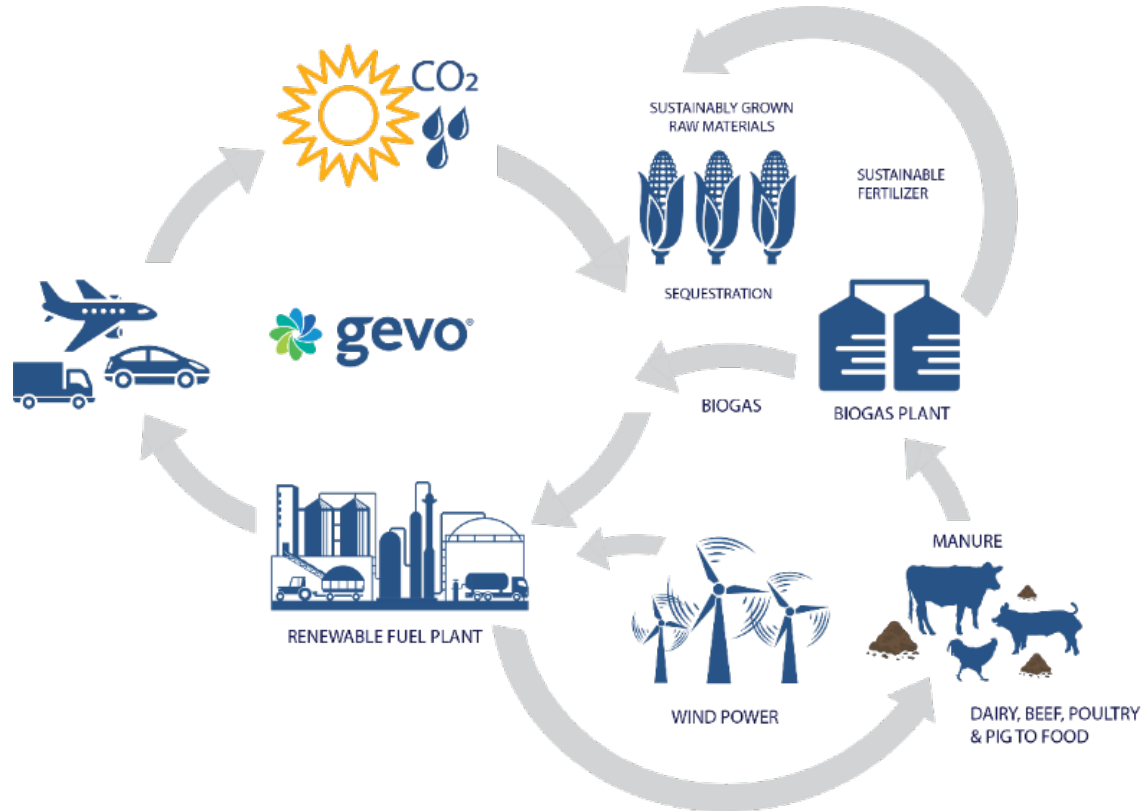 CO₂
SUSTAINABLY GROWN
RAW MATERIALS
SUSTAINABLE
FERTILIZER
SEQUESTRATION
gevo®
BIOGAS
BIOGAS PLANT
MANURE
RENEWABLE FUEL PLANT
WIND POWER
DAIRY, BEEF, POULTRY
& PIG TO FOOD